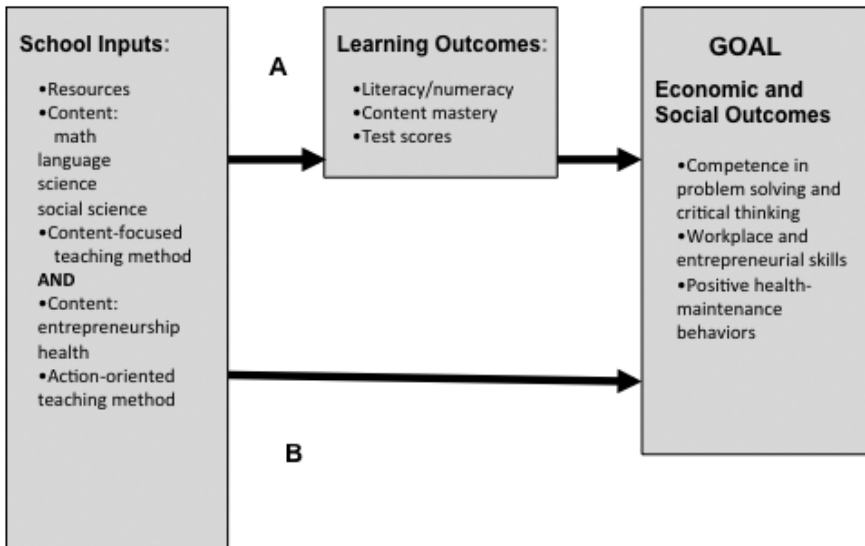 School Inputs:
•Resources
•Content:
math
language
science
social science
•Content-focused
teaching method
AND
•Content:
entrepreneurship
health
•Action-oriented
teaching method
A
Learning Outcomes:
•Literacy/numeracy
•Content mastery
•Test scores
B
GOAL
Economic and
Social Outcomes
•Competence in
problem solving and
critical thinking
•Workplace and
entrepreneurial skills
•Positive health-
maintenance
behaviors